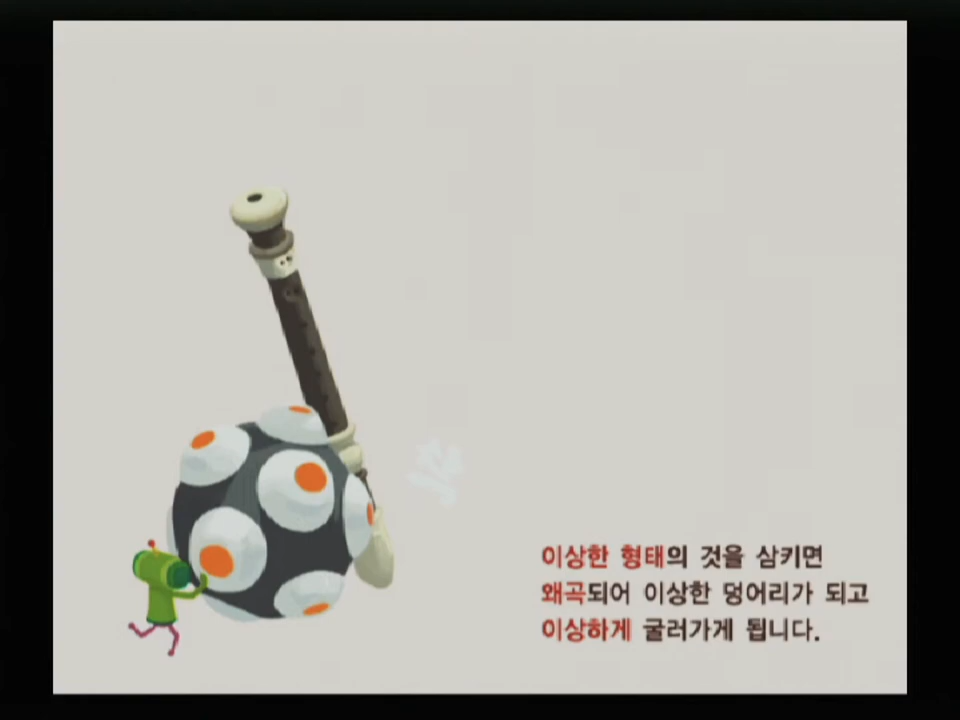 이상한 형태의 것을 삼키면
왜곡되어 이상한 덩어리가 되고
이상하게 굴러가게 됩니다.